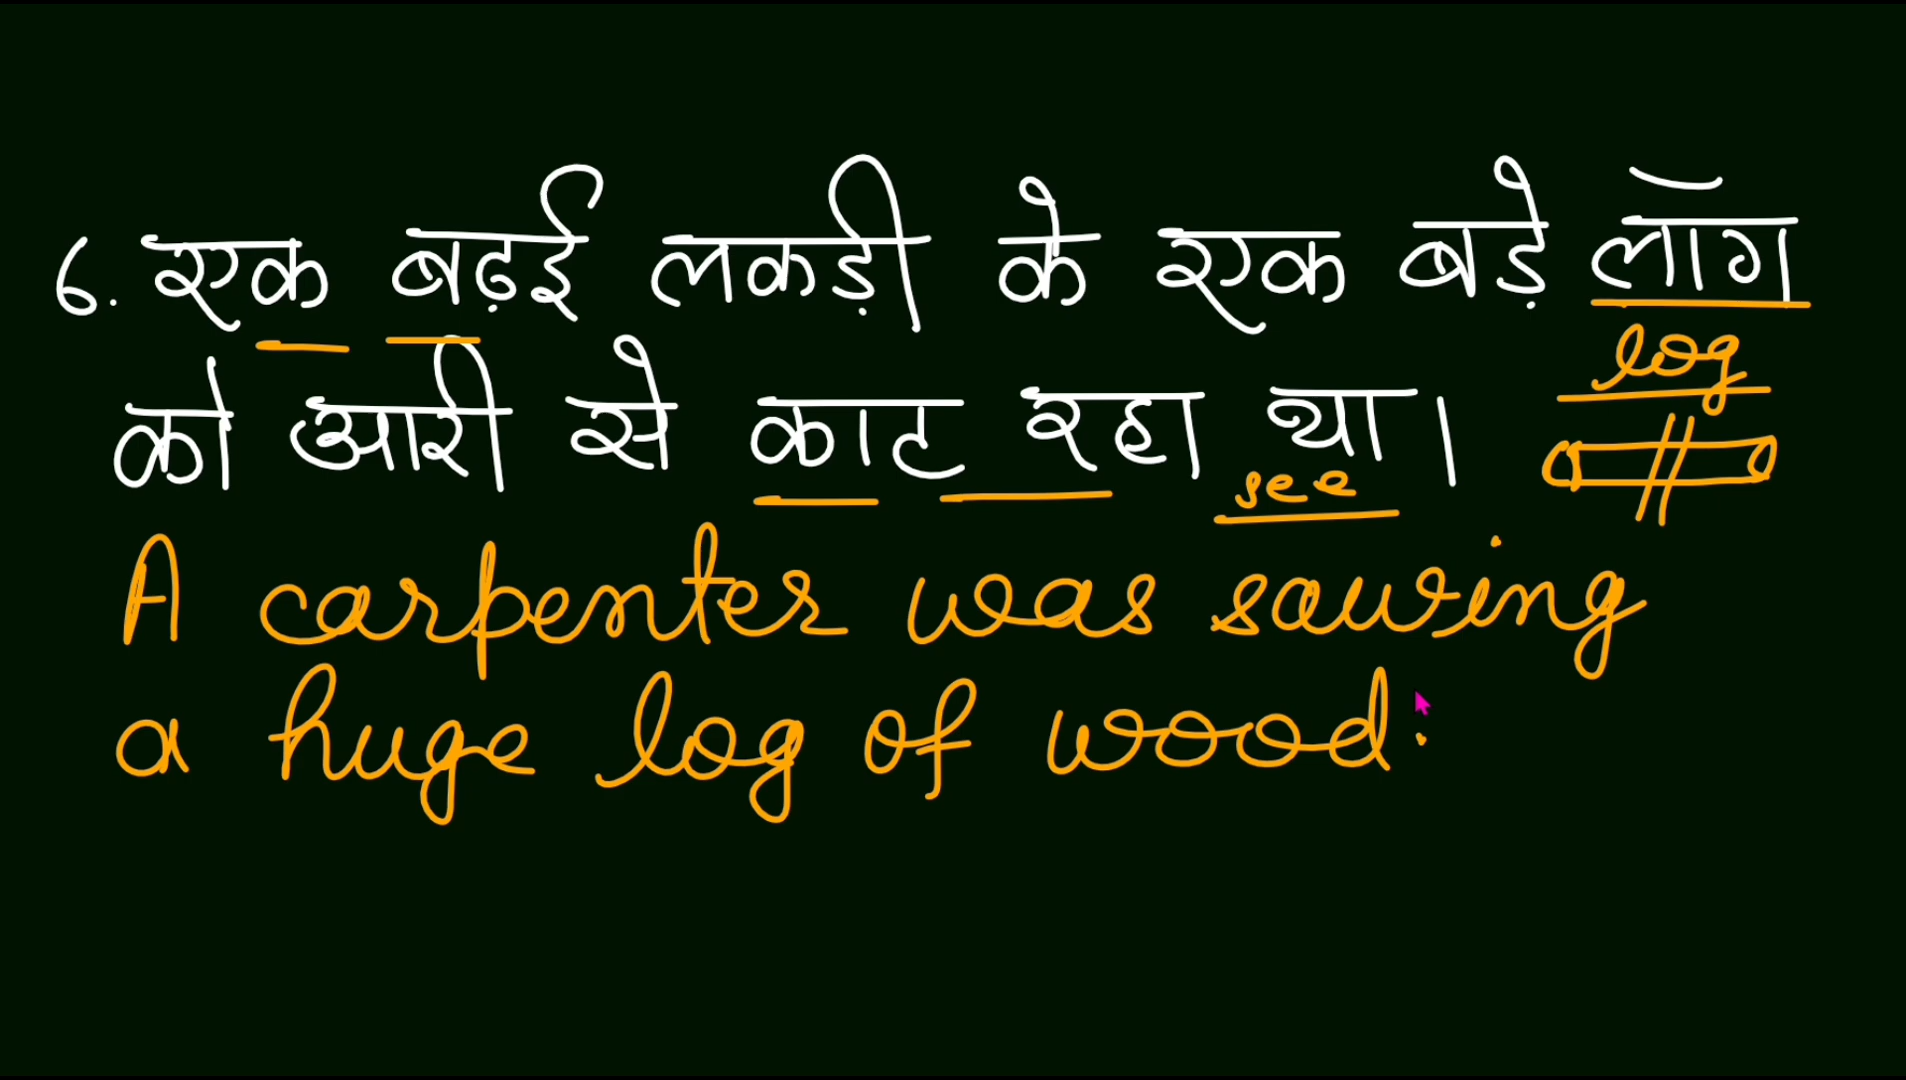 6. एक बढ़ई लकड़ी के एक बड़े लॉग
log
को आरी से काट रहा था।
see
A carpenter was sawing
a huge log of wood.